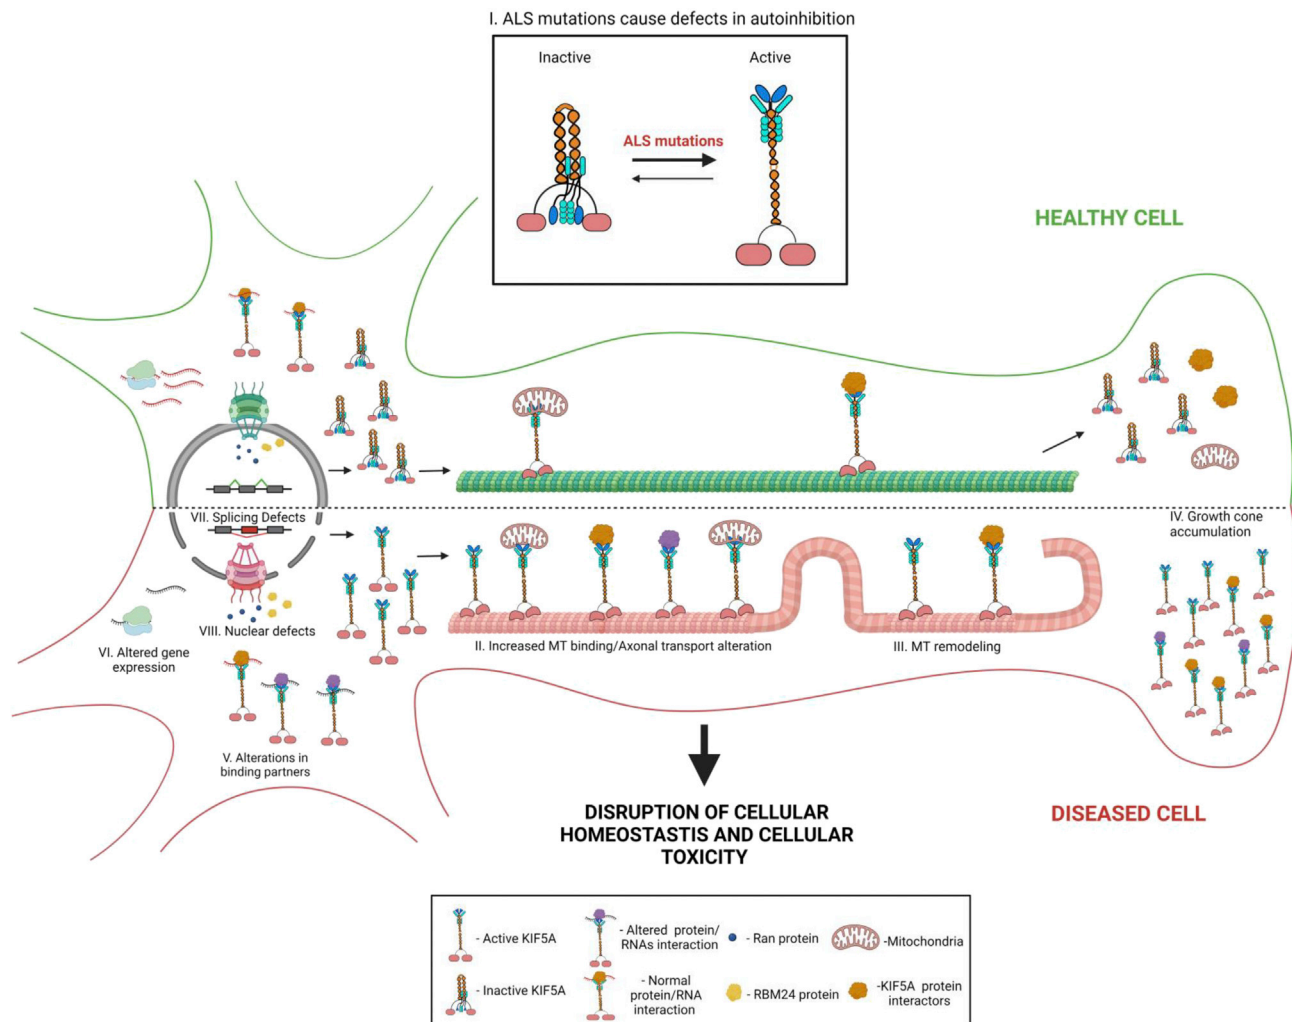 I. ALS mutations cause defects in autoinhibition
Inactive
Active
ALS mutations
HEALTHY CELL
VII. Splicing Defects
VIII. Nuclear defects
VI. Altered gene
expression
V. Alterations in
binding partners
II. Increased MT binding/Axonal transport alteration
III. MT remodeling
IV. Growth cone
accumulation
DISRUPTION OF CELLULAR
HOMEOSTASTIS AND CELLULAR
TOXICITY
DISEASED CELL
- Active KIF5A
- Altered protein/
RNAs interaction
- Ran protein
-Mitochondria
- Inactive KIF5A
- Normal
protein/RNA
interaction
- RBM24 protein
-KIF5A protein
interactors